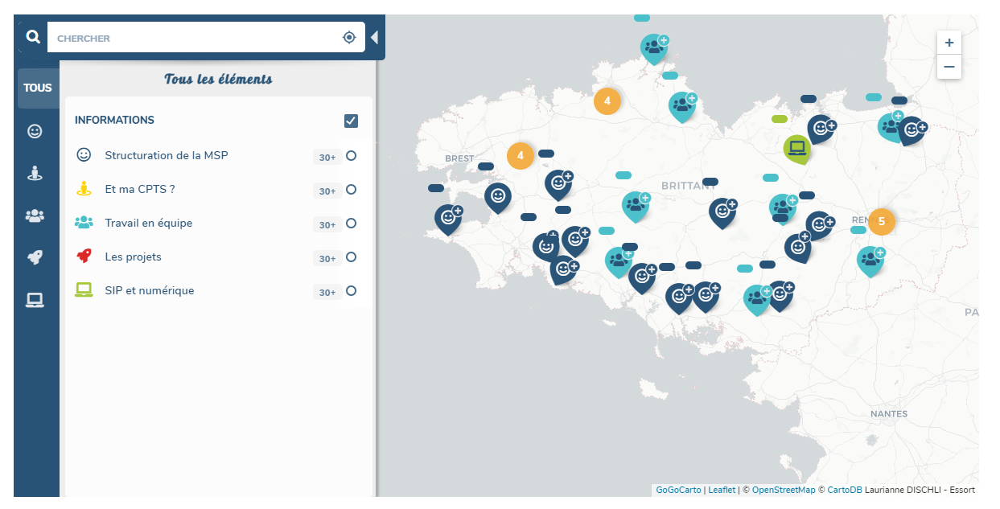 CHERCHER
TOUS
Tous les éléments
INFORMATIONS
Structuration de la MSP 30+
Et ma CPTS ? 30+
Travail en équipe 30+
Les projets 30+
SIP et numérique 30+
+
−
4
4
BREST
BRITTANY
5
NANTES
GoGoCarto | Leaflet | © OpenStreetMap © CartoDB Laurianne DISCHLI - Essort